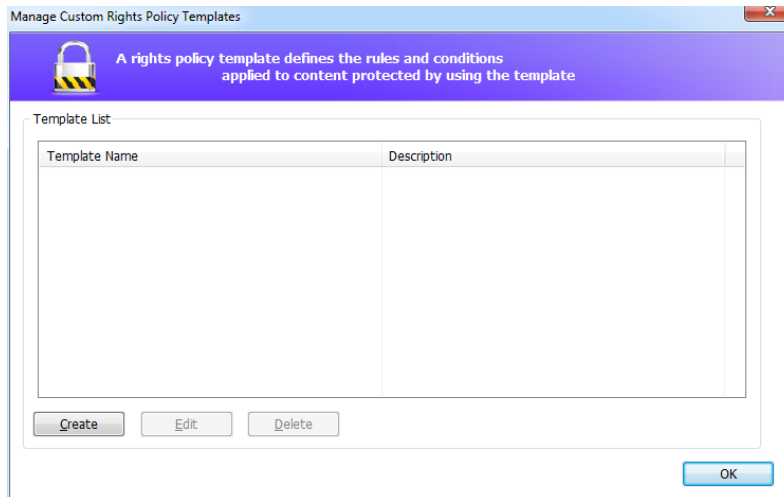 Manage Custom Rights Policy Templates
A rights policy template defines the rules and conditions
applied to content protected by using the template
Template List
Template Name Description
Create Edit Delete
OK